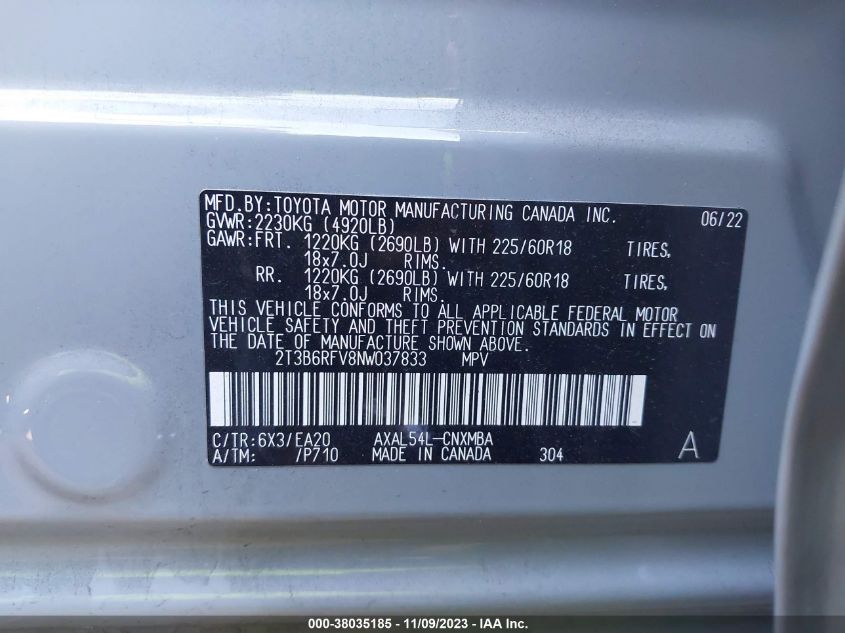 MFD.BY:TOYOTA MOTOR MANUFACTURING CANADA INC. 06/22
GVWR:2230KG (4920LB)
GAWR:FRT. 1220KG (2690LB) WITH 225/60R18 TIRES,
18x7.0J RIMS.
RR. 1220KG (2690LB) WITH 225/60R18 TIRES,
18x7.0J RIMS.
THIS VEHICLE CONFORMS TO ALL APPLICABLE FEDERAL MOTOR
VEHICLE SAFETY AND THEFT PREVENTION STANDARDS IN EFFECT ON
THE DATE OF MANUFACTURE SHOWN ABOVE.
2T3B6RFV8NW037833 MPV
C/TR:6X3/EA20 AXAL54L-CNXMBA
A/TM: /P710 MADE IN CANADA 304 A
000-38035185 - 11/09/2023 - IAA Inc.